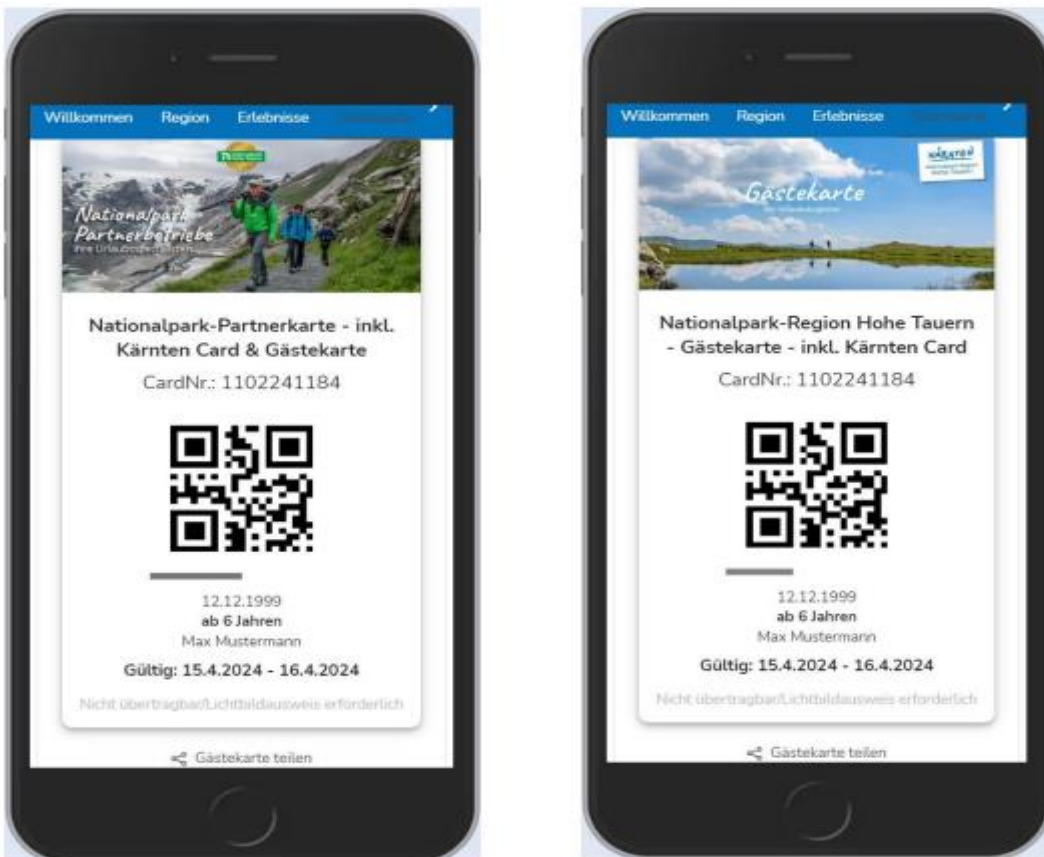 Willkommen Region Erlebnisse
Nationalpark-
Partnerbetriebe
Nationalpark-Partnerkarte - inkl.
Kärnten Card & Gästekarte
CardNr.: 1102241184
12.12.1999
ab 6 Jahren
Max Mustermann
Gültig: 15.4.2024 - 16.4.2024
Nicht übertragbar/Lichtbildausweis erforderlich
Gästekarte teilen
Willkommen Region Erlebnisse
KÄRNTEN
Gästekarte
Nationalpark-Region Hohe Tauern
- Gästekarte - inkl. Kärnten Card
CardNr.: 1102241184
12.12.1999
ab 6 Jahren
Max Mustermann
Gültig: 15.4.2024 - 16.4.2024
Nicht übertragbar/Lichtbildausweis erforderlich
Gästekarte teilen